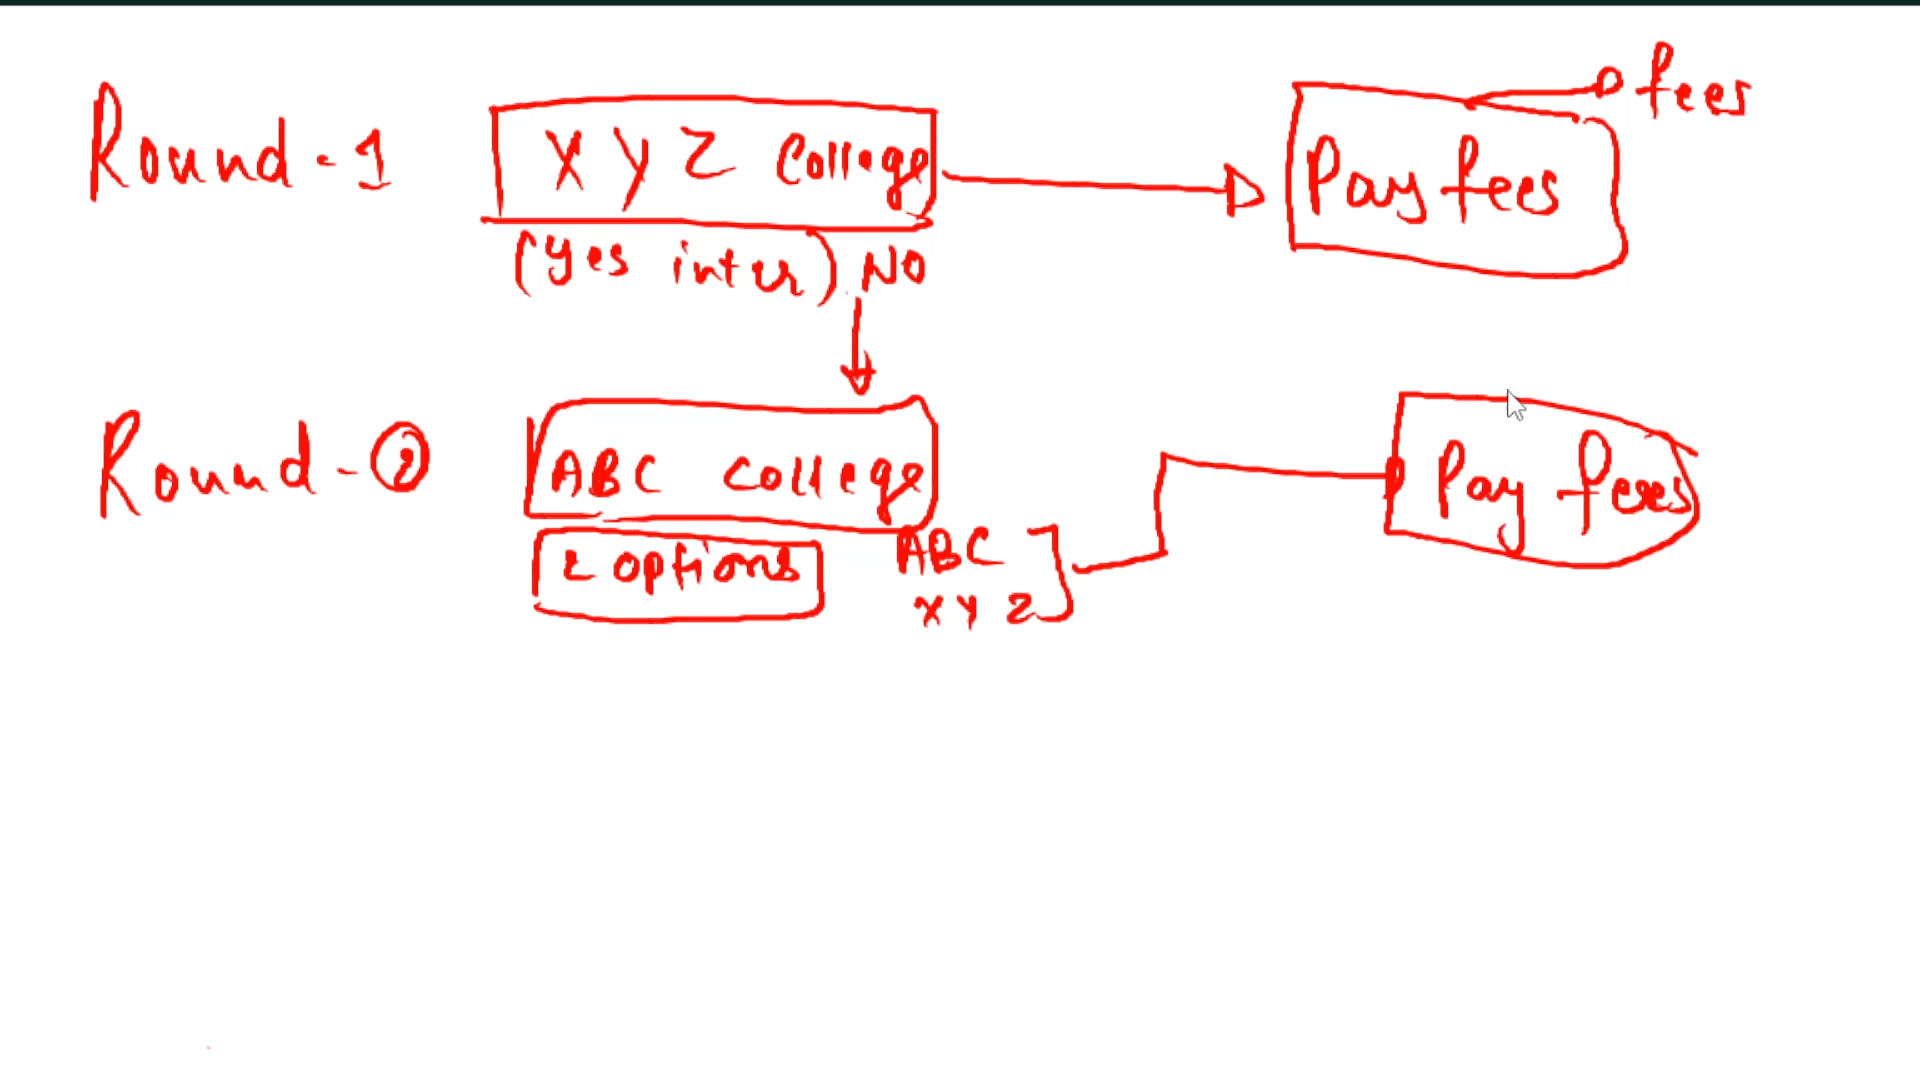 Round-1 XYZ College Pay fees fees
(yes inter) NO
Round-2 ABC College Pay fees
2 options ABC
XYZ